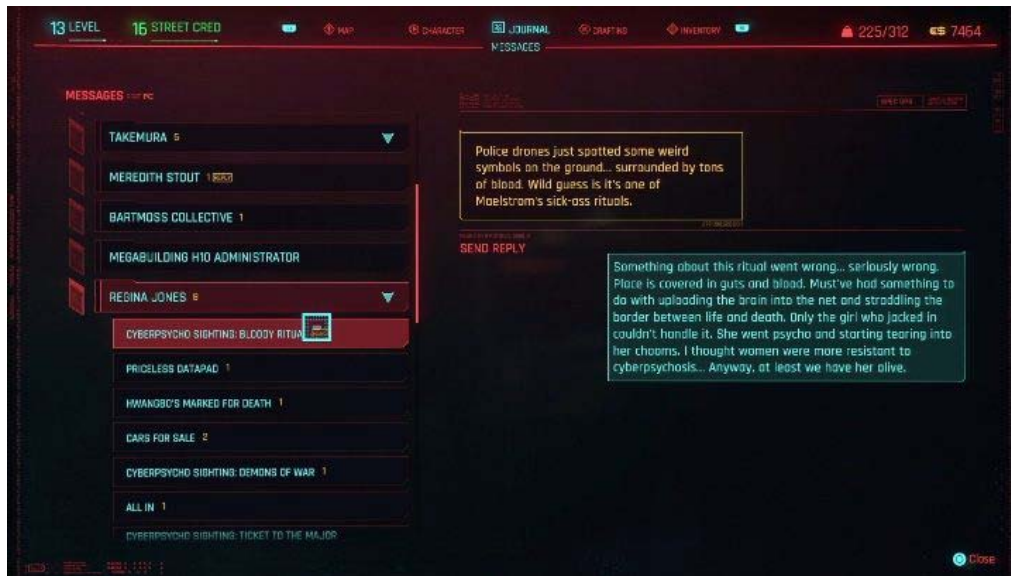 13 LEVEL
16 STREET CRED
MAP
CHARACTER
JOURNAL
CRAFTING
INVENTORY
225/312
€$ 7464
MESSAGES
MESSAGES
TAKEMURA 5
MEREDITH STOUT 1
BARTMOSS COLLECTIVE 1
MEGABUILDING H10 ADMINISTRATOR
REGINA JONES 8
CYBERPSYCHO SIGHTING: BLOODY RITUA
PRICELESS DATAPAD 1
HWANGBO'S MARKED FOR DEATH 1
CARS FOR SALE 2
CYBERPSYCHO SIGHTING: DEMONS OF WAR 1
ALL IN 1
CYBERPSYCHO SIGHTING: TICKET TO THE MAJOR
Police drones just spotted some weird
symbols on the ground... surrounded by tons
of blood. Wild guess is it's one of
Maelstrom's sick-ass rituals.
SEND REPLY
Something about this ritual went wrong... seriously wrong.
Place is covered in guts and blood. Must've had something to
do with uploading the brain into the net and straddling the
border between life and death. Only the girl who jacked in
couldn't handle it. She went psycho and starting tearing into
her chooms. I thought women were more resistant to
cyberpsychosis... Anyway, at least we have her alive.
Close